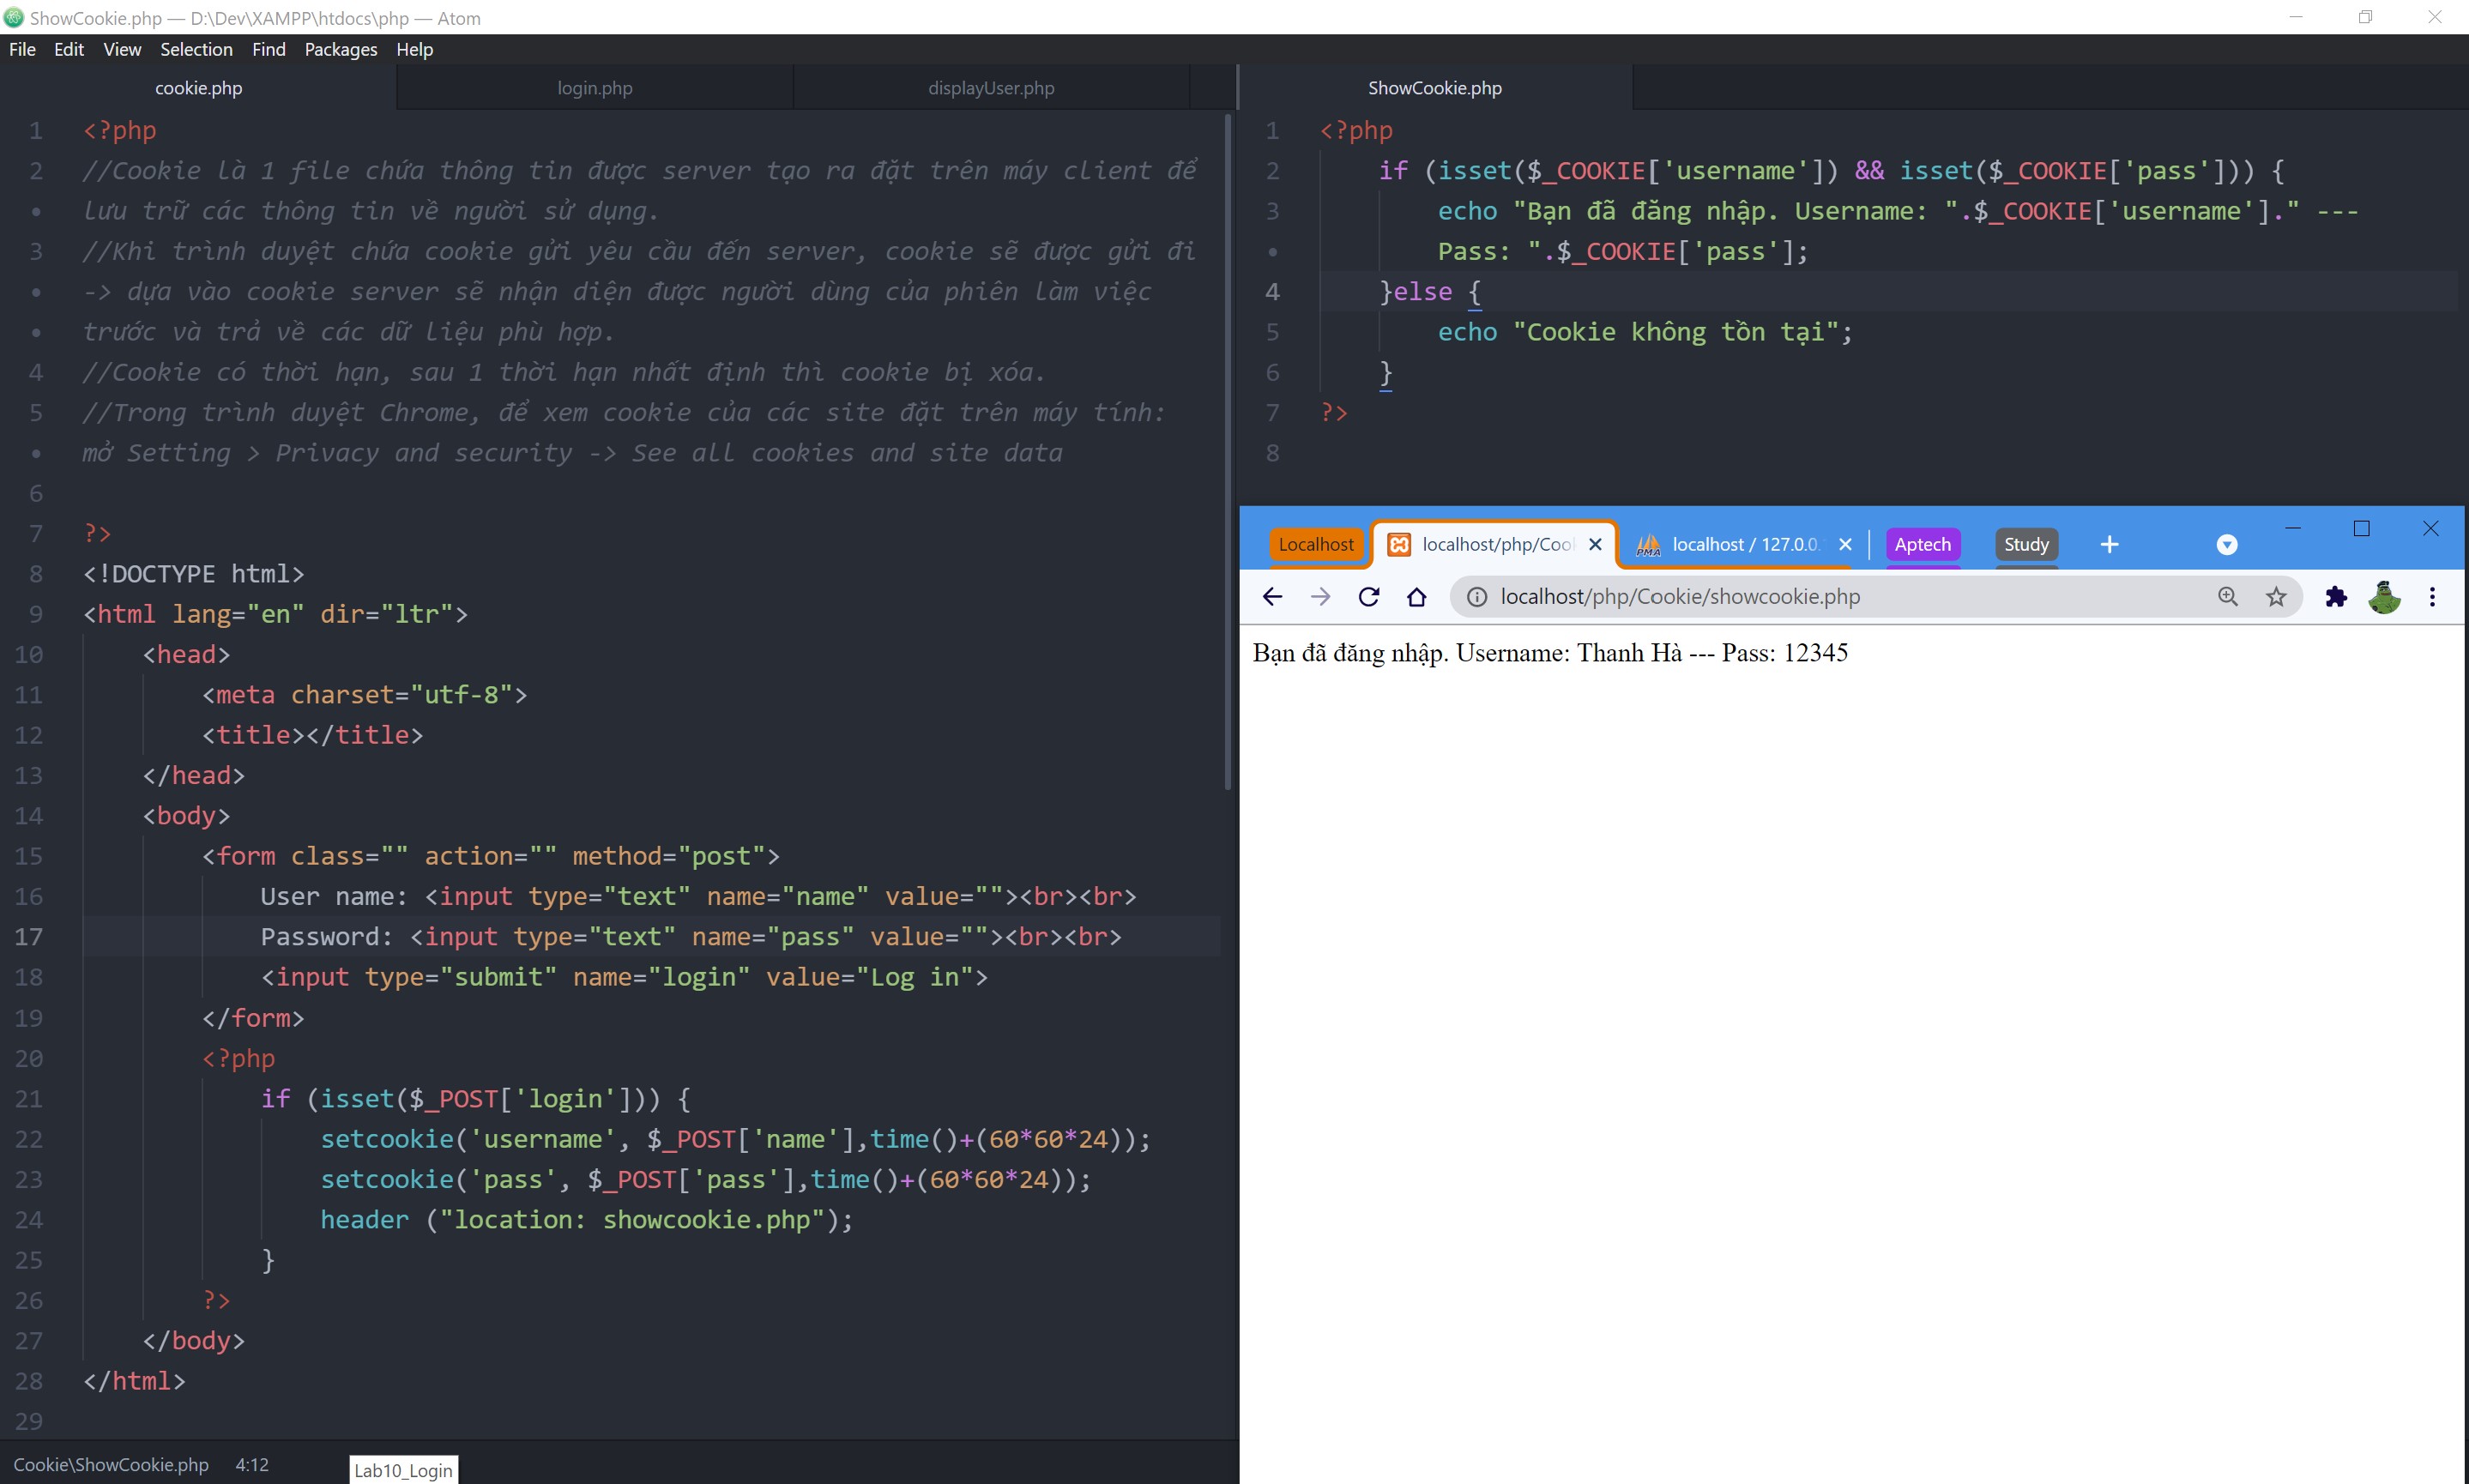 ShowCookie.php — D:\Dev\XAMPP\htdocs\php — Atom
File Edit View Selection Find Packages Help
cookie.php login.php displayUser.php
1 <?php
2 //Cookie là 1 file chứa thông tin được server tạo ra đặt trên máy client để
• lưu trữ các thông tin về người sử dụng.
3 //Khi trình duyệt chứa cookie gửi yêu cầu đến server, cookie sẽ được gửi đi
• -> dựa vào cookie server sẽ nhận diện được người dùng của phiên làm việc
• trước và trả về các dữ liệu phù hợp.
4 //Cookie có thời hạn, sau 1 thời hạn nhất định thì cookie bị xóa.
5 //Trong trình duyệt Chrome, để xem cookie của các site đặt trên máy tính:
• mở Setting > Privacy and security -> See all cookies and site data
6
7 ?>
8 <!DOCTYPE html>
9 <html lang="en" dir="ltr">
10 <head>
11 <meta charset="utf-8">
12 <title></title>
13 </head>
14 <body>
15 <form class="" action="" method="post">
16 User name: <input type="text" name="name" value=""><br><br>
17 Password: <input type="text" name="pass" value=""><br><br>
18 <input type="submit" name="login" value="Log in">
19 </form>
20 <?php
21 if (isset($_POST['login'])) {
22 setcookie('username', $_POST['name'],time()+(60*60*24));
23 setcookie('pass', $_POST['pass'],time()+(60*60*24));
24 header ("location: showcookie.php");
25 }
26 ?>
27 </body>
28 </html>
29
Cookie\ShowCookie.php 4:12
Lab10_Login
ShowCookie.php
1 <?php
2 if (isset($_COOKIE['username']) && isset($_COOKIE['pass'])) {
3 echo "Bạn đã đăng nhập. Username: ".$_COOKIE['username']." ---
• Pass: ".$_COOKIE['pass'];
4 }else {
5 echo "Cookie không tồn tại";
6 }
7 ?>
8
Localhost localhost/php/Coo localhost / 127.0.0. Aptech Study
localhost/php/Cookie/showcookie.php
Bạn đã đăng nhập. Username: Thanh Hà --- Pass: 12345